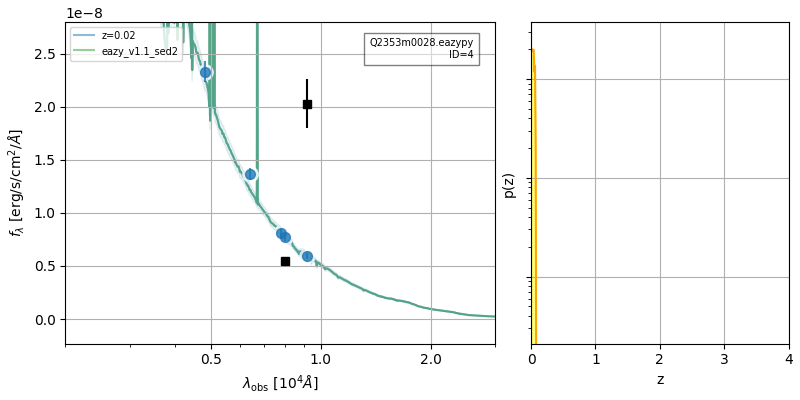 1e−8
z=0.02
eazy_v1.1_sed2
Q2353m0028.eazypy
ID=4
2.5
2.0
1.5
1.0
0.5
0.0
f_λ [erg/s/cm²/Å]
0.5
1.0
2.0
λ_obs [10⁴Å]
p(z)
0
1
2
3
4
z